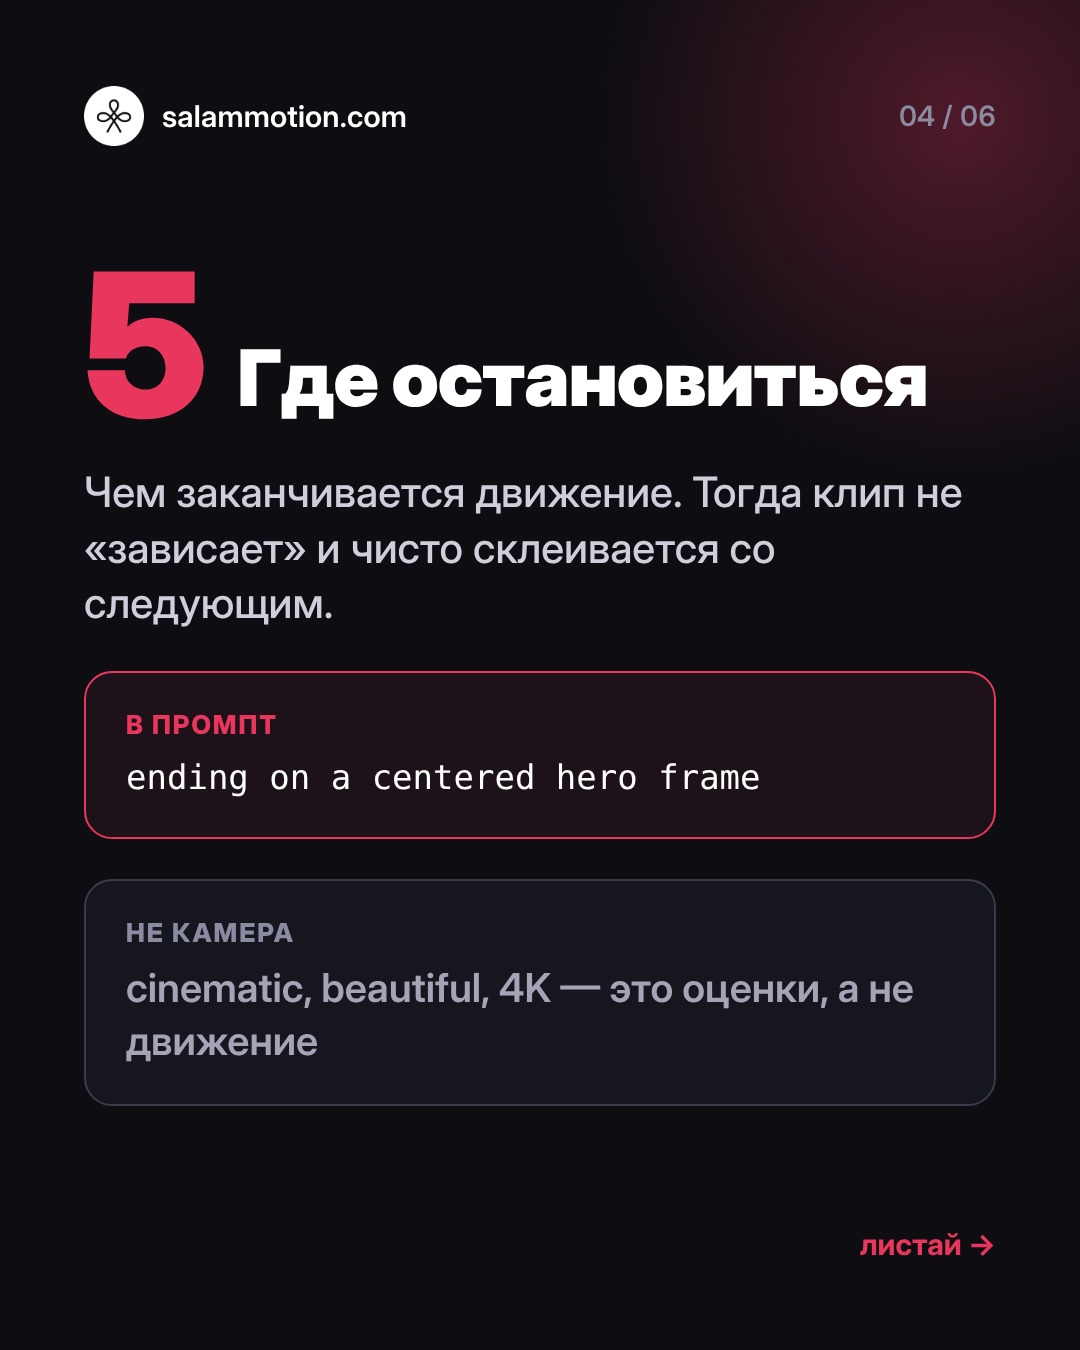 salammotion.com
04 / 06
5 Где остановиться
Чем заканчивается движение. Тогда клип не
«зависает» и чисто склеивается со
следующим.
В ПРОМПТ
ending on a centered hero frame
НЕ КАМЕРА
cinematic, beautiful, 4K — это оценки, а не
движение
листай →